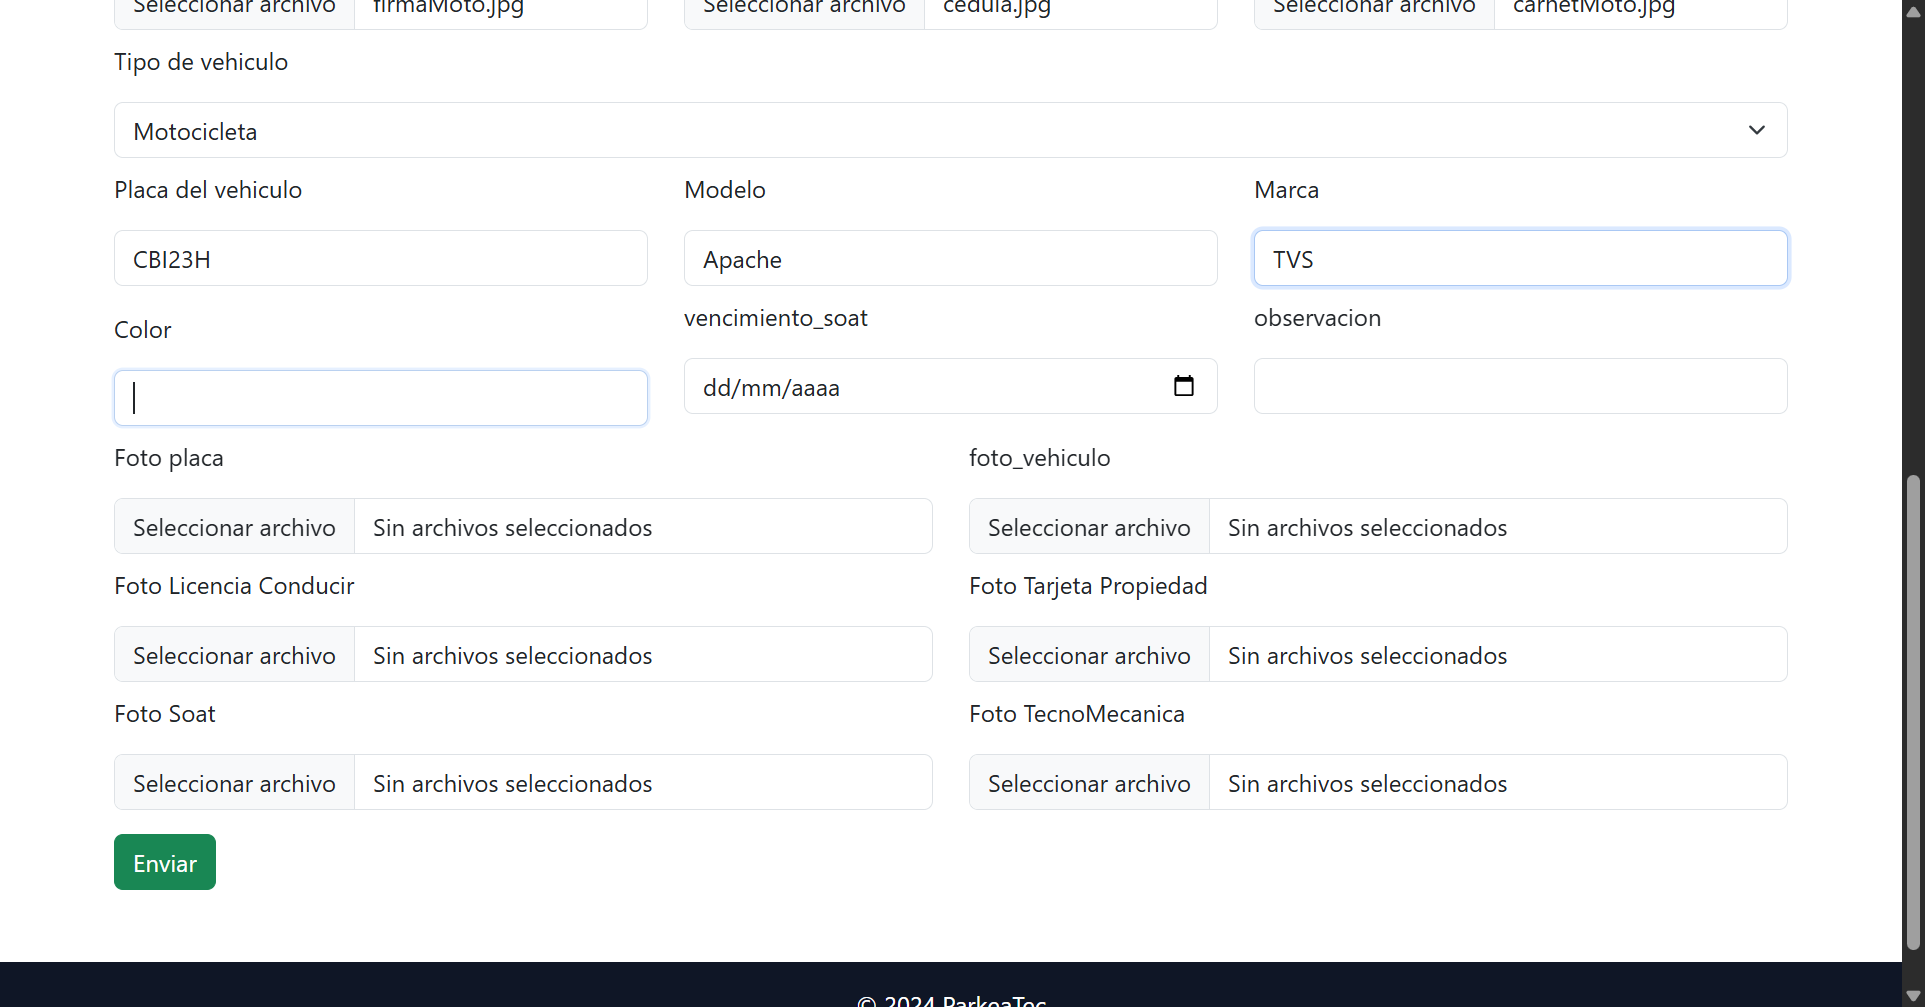 Seleccionar archivo firmaMoto.jpg Seleccionar archivo cedula.jpg Seleccionar archivo carnetMoto.jpg
Tipo de vehiculo
Motocicleta
Placa del vehiculo Modelo Marca
CBI23H Apache TVS
Color vencimiento_soat observacion
dd/mm/aaaa
Foto placa foto_vehiculo
Seleccionar archivo Sin archivos seleccionados Seleccionar archivo Sin archivos seleccionados
Foto Licencia Conducir Foto Tarjeta Propiedad
Seleccionar archivo Sin archivos seleccionados Seleccionar archivo Sin archivos seleccionados
Foto Soat Foto TecnoMecanica
Seleccionar archivo Sin archivos seleccionados Seleccionar archivo Sin archivos seleccionados
Enviar
© 2024 ParkeaTec